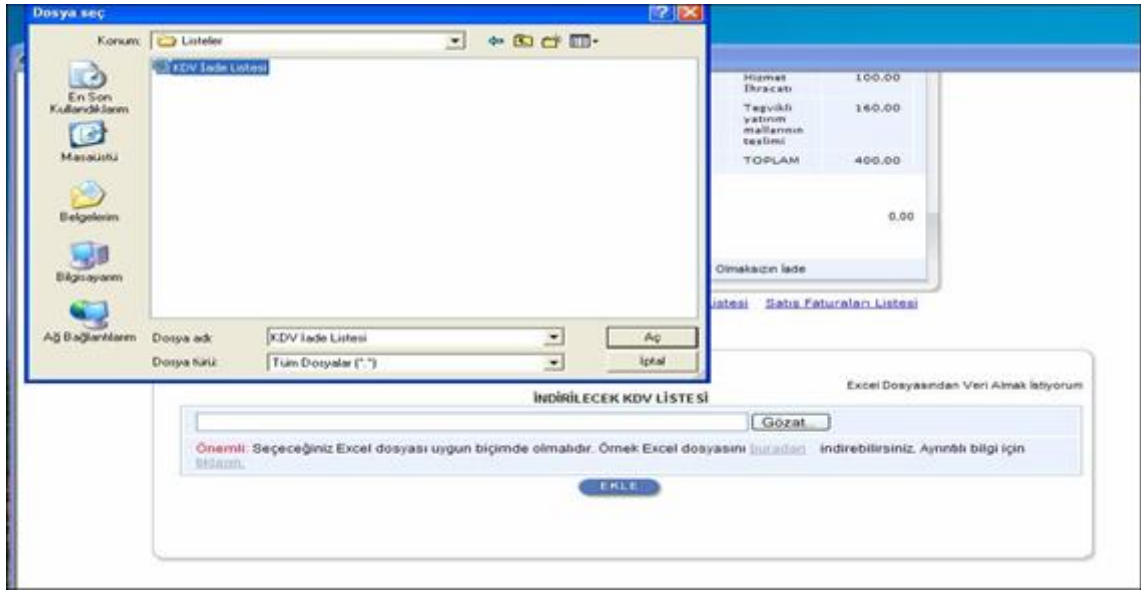 Dosya seç
Konum: Listeler
KDV İade Listesi
En Son
Kullandıklarım
Masaüstü
Belgelerim
Bilgisayarım
Ağ Bağlantılarım
Dosya adı: KDV İade Listesi Aç
Dosya türü: Tüm Dosyalar (*.*) İptal
Hizmet
İhracatı
100.00
Teşvikli
yatırım
mallarının
teslimi
160.00
TOPLAM 400.00
0,00
Olmaksızın İade
Listesi Satış Faturaları Listesi
Excel Dosyasından Veri Almak İstiyorum
İNDİRİLECEK KDV LİSTESİ
Gözat...
Önemli: Seçeceğiniz Excel dosyası uygun biçimde olmalıdır. Örnek Excel dosyasını buradan indirebilirsiniz. Ayrıntılı bilgi için
tıklayın.
EKLE